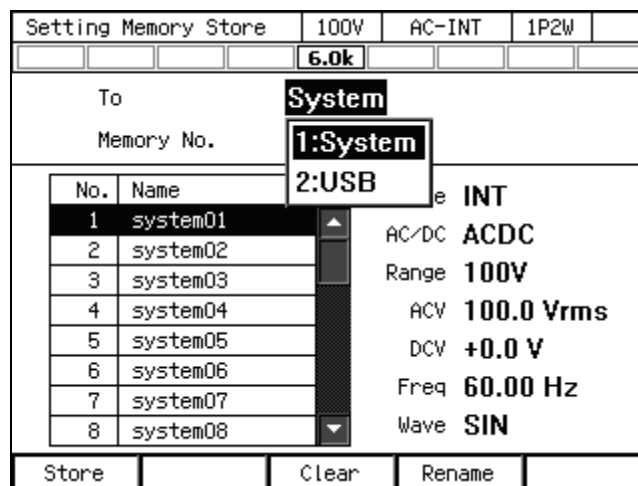 Setting Memory Store 100V AC-INT 1P2W
6.0k
To System
Memory No.
1:System
2:USB
No. Name
1 system01
2 system02
3 system03
4 system04
5 system05
6 system06
7 system07
8 system08
e INT
AC/DC ACDC
Range 100V
ACV 100.0 Vrms
DCV +0.0 V
Freq 60.00 Hz
Wave SIN
Store Clear Rename